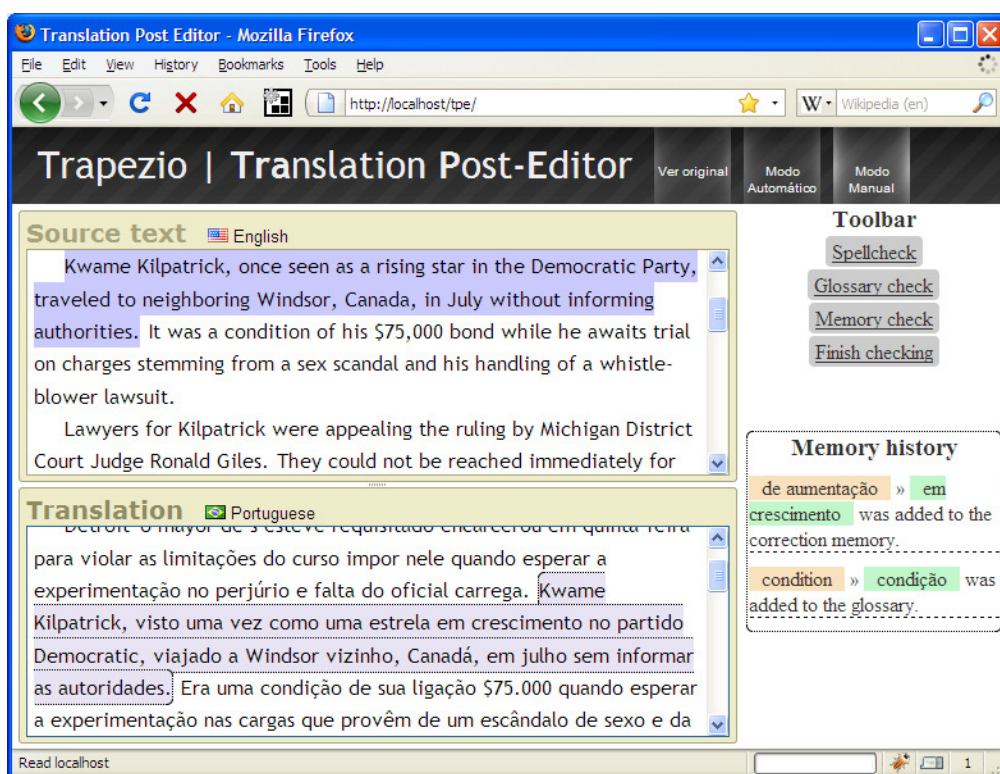 Translation Post Editor - Mozilla Firefox
File Edit View History Bookmarks Tools Help
http://localhost/tpe/
W Wikipedia (en)
Trapezio | Translation Post-Editor
Ver original
Modo Automático
Modo Manual
Source text English
Kwame Kilpatrick, once seen as a rising star in the Democratic Party,
traveled to neighboring Windsor, Canada, in July without informing
authorities. It was a condition of his $75,000 bond while he awaits trial
on charges stemming from a sex scandal and his handling of a whistle-
blower lawsuit.
Lawyers for Kilpatrick were appealing the ruling by Michigan District
Court Judge Ronald Giles. They could not be reached immediately for
Translation Portuguese
Detroit o mayor de s esteve requisitado encarcerou em quinta feira
para violar as limitações do curso impor nele quando esperar a
experimentação no perjúrio e falta do oficial carrega. Kwame
Kilpatrick, visto uma vez como uma estrela em crescimento no partido
Democratic, viajado a Windsor vizinho, Canadá, em julho sem informar
as autoridades. Era uma condição de sua ligação $75.000 quando esperar
a experimentação nas cargas que provêm de um escândalo de sexo e da
Toolbar
Spellcheck
Glossary check
Memory check
Finish checking
Memory history
de aumentação » em
crescimento was added to the
correction memory.
condition » condição was
added to the glossary.
Read localhost
1